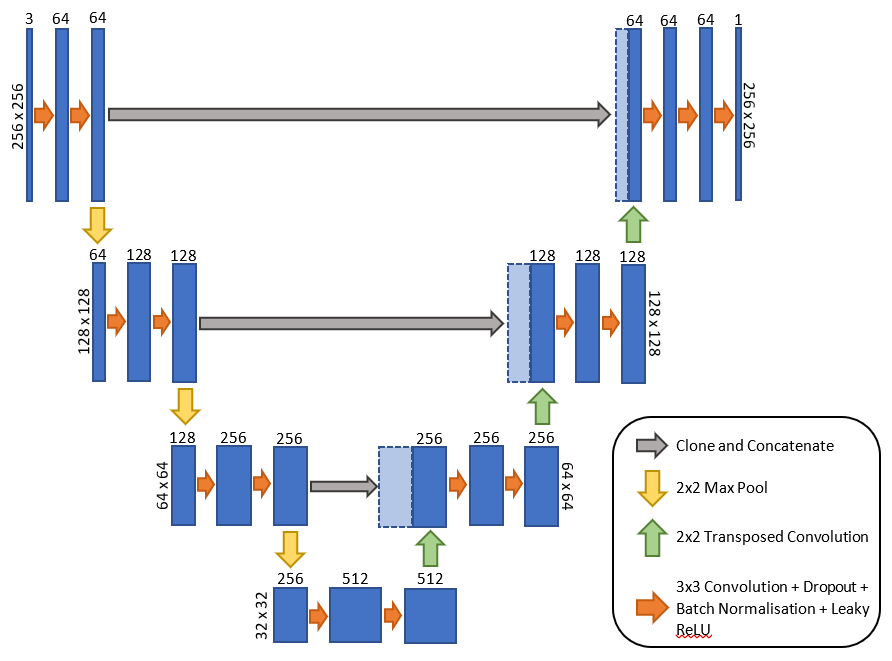 3 64 64
256 x 256
64 64 64 1
256 x 256
64 128 128
128 x 128
128 128 128
128 x 128
128 256 256
64 x 64
256 256 256
64 x 64
256 512 512
32 x 32
Clone and Concatenate
2x2 Max Pool
2x2 Transposed Convolution
3x3 Convolution + Dropout +
Batch Normalisation + Leaky
ReLU